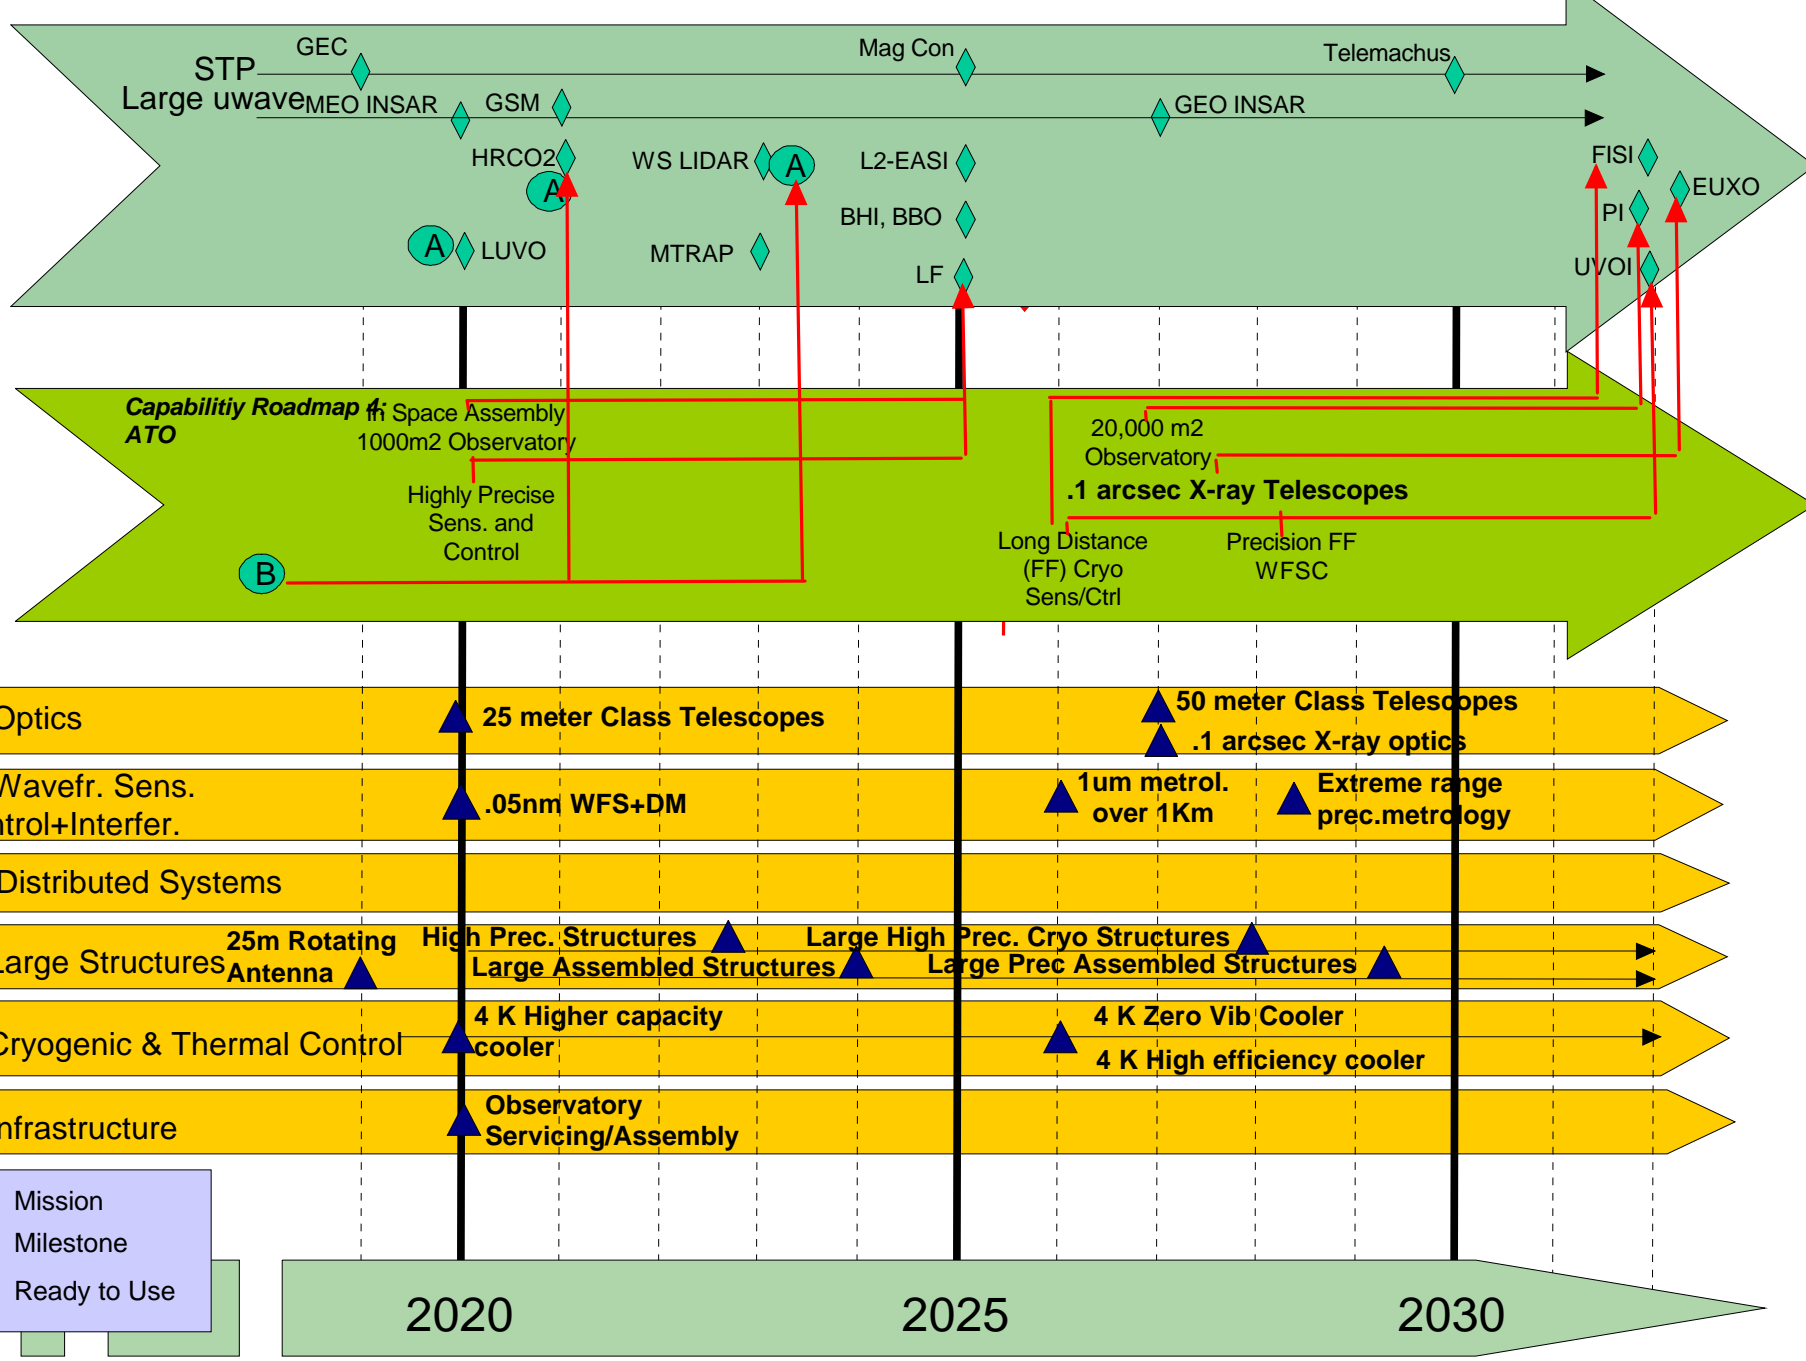 GEC
Mag Con
Telemachus
STP
Large uwave
MEO INSAR
GSM
GEO INSAR
HRCO2
WS LIDAR
A
L2-EASI
FISI
A
EUXO
BHI, BBO
PI
A
LUVO
MTRAP
LF
UVOI
Capabilitiy Roadmap 4:
ATO
In Space Assembly
1000m2 Observatory
20,000 m2
Observatory
Highly Precise
Sens. and
Control
.1 arcsec X-ray Telescopes
Long Distance
(FF) Cryo
Sens/Ctrl
Precision FF
WFSC
B
Optics
25 meter Class Telescopes
50 meter Class Telescopes
.1 arcsec X-ray optics
Wavefr. Sens.
ntrol+Interfer.
.05nm WFS+DM
1um metrol.
over 1Km
Extreme range
prec.metrology
Distributed Systems
Large Structures
25m Rotating
Antenna
High Prec. Structures
Large Assembled Structures
Large High Prec. Cryo Structures
Large Prec Assembled Structures
Cryogenic & Thermal Control
4 K Higher capacity
cooler
4 K Zero Vib Cooler
4 K High efficiency cooler
nfrastructure
Observatory
Servicing/Assembly
Mission
Milestone
Ready to Use
2020
2025
2030